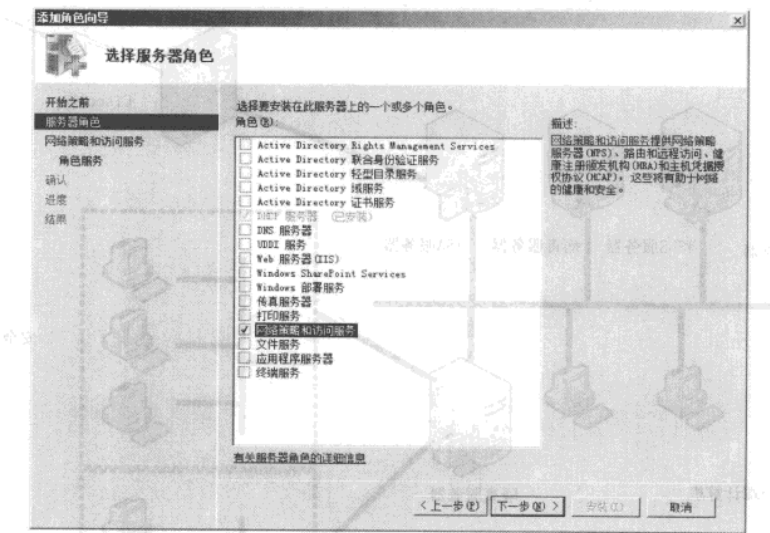 添加角色向导
选择服务器角色
开始之前
服务器角色
网络策略和访问服务
角色服务
确认
进度
结果
选择要安装在此服务器上的一个或多个角色。
角色(R):
Active Directory Rights Management Services
Active Directory 联合身份验证服务
Active Directory 轻型目录服务
Active Directory 域服务
Active Directory 证书服务
DHCP 服务器 (已安装)
DNS 服务器
UDDI 服务
Web 服务器(IIS)
Windows SharePoint Services
Windows 部署服务
传真服务器
打印服务
网络策略和访问服务
文件服务
应用程序服务器
终端服务
有关服务器角色的详细信息
描述:
网络策略和访问服务提供网络策略
服务器(NPS)、路由和远程访问、健
康注册颁发机构(HRA)和主机凭据授
权协议(HCAP)，这些将有助于网络
的健康和安全。
<上一步(P)
下一步(N)>
安装(I)
取消